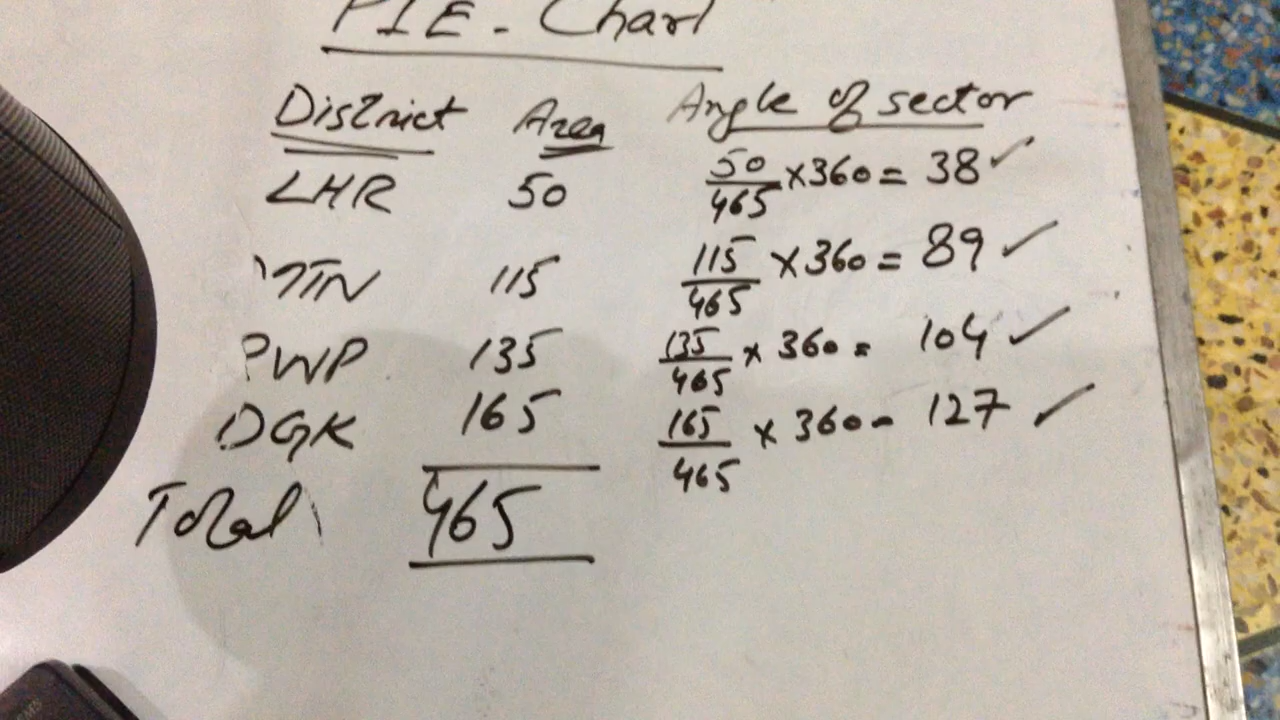 PIE - Chart
District Area Angle of sector
LHR 50 50/465 ×360 = 38 ✓
MTN 115 115/465 ×360 = 89 ✓
PWP 135 135/465 × 360 = 104 ✓
DGK 165 165/465 × 360 = 127 ✓
Total 465